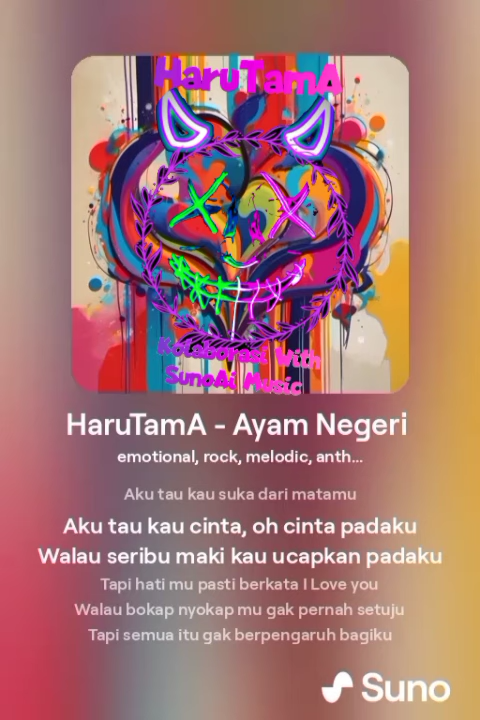 HaruTamA
Kolaborasi With
SunoAi Music
HaruTamA - Ayam Negeri
emotional, rock, melodic, anth...
Aku tau kau suka dari matamu
Aku tau kau cinta, oh cinta padaku
Walau seribu maki kau ucapkan padaku
Tapi hati mu pasti berkata I Love you
Walau bokap nyokap mu gak pernah setuju
Tapi semua itu gak berpengaruh bagiku
Suno